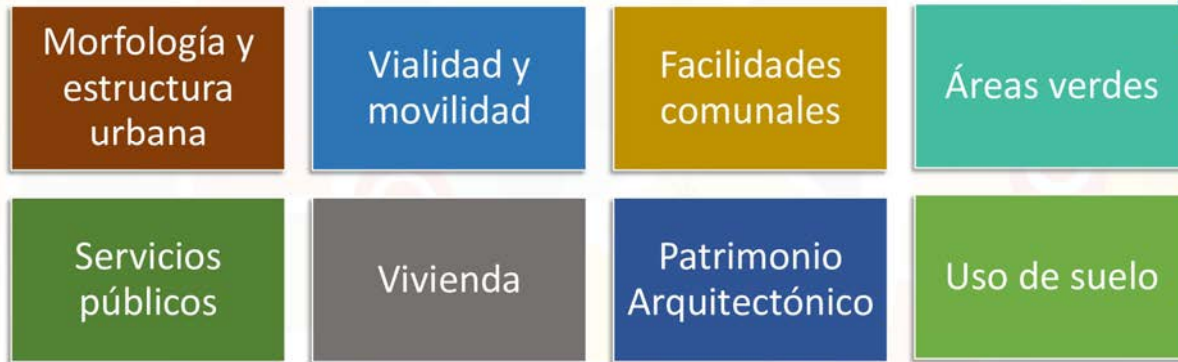 Morfología y
estructura
urbana
Vialidad y
movilidad
Facilidades
comunales
Áreas verdes
Servicios
públicos
Vivienda
Patrimonio
Arquitectónico
Uso de suelo